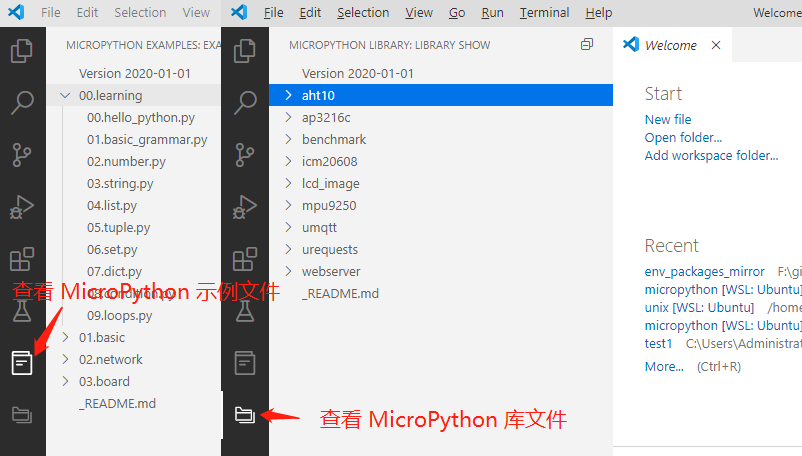 File Edit Selection View
MICROPYTHON EXAMPLES: EXA
Version 2020-01-01
00.learning
00.hello_python.py
01.basic_grammar.py
02.number.py
03.string.py
04.list.py
05.tuple.py
06.set.py
07.dict.py
08.condition.py
查看 MicroPython 示例文件
09.loops.py
01.basic
02.network
03.board
_README.md
File Edit Selection View Go Run Terminal Help Welcome
MICROPYTHON LIBRARY: LIBRARY SHOW
Version 2020-01-01
aht10
ap3216c
benchmark
icm20608
lcd_image
mpu9250
umqtt
urequests
webserver
_README.md
查看 MicroPython 库文件
Welcome
Start
New file
Open folder...
Add workspace folder...
Recent
env_packages_mirror F:\gi
micropython [WSL: Ubuntu]
unix [WSL: Ubuntu] /home
micropython [WSL: Ubuntu]
test1 C:\Users\Administrat
More... (Ctrl+R)